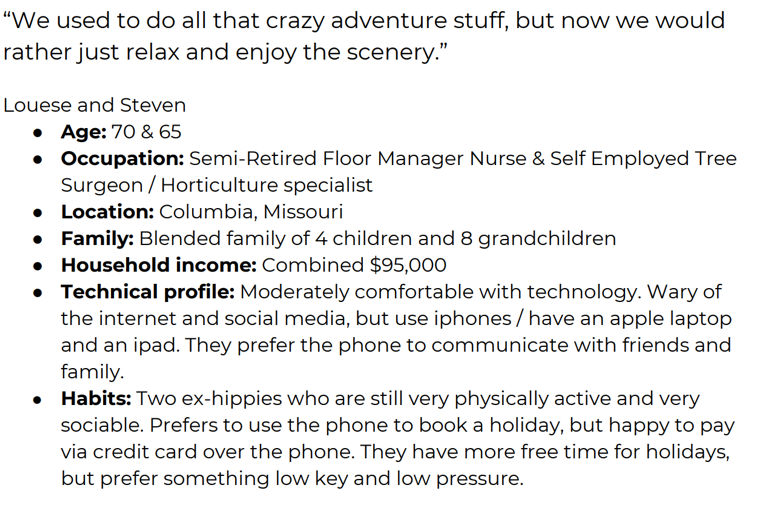 “We used to do all that crazy adventure stuff, but now we would
rather just relax and enjoy the scenery.”
Louese and Steven
● Age: 70 & 65
● Occupation: Semi-Retired Floor Manager Nurse & Self Employed Tree
Surgeon / Horticulture specialist
● Location: Columbia, Missouri
● Family: Blended family of 4 children and 8 grandchildren
● Household income: Combined $95,000
● Technical profile: Moderately comfortable with technology. Wary of
the internet and social media, but use iphones / have an apple laptop
and an ipad. They prefer the phone to communicate with friends and
family.
● Habits: Two ex-hippies who are still very physically active and very
sociable. Prefers to use the phone to book a holiday, but happy to pay
via credit card over the phone. They have more free time for holidays,
but prefer something low key and low pressure.